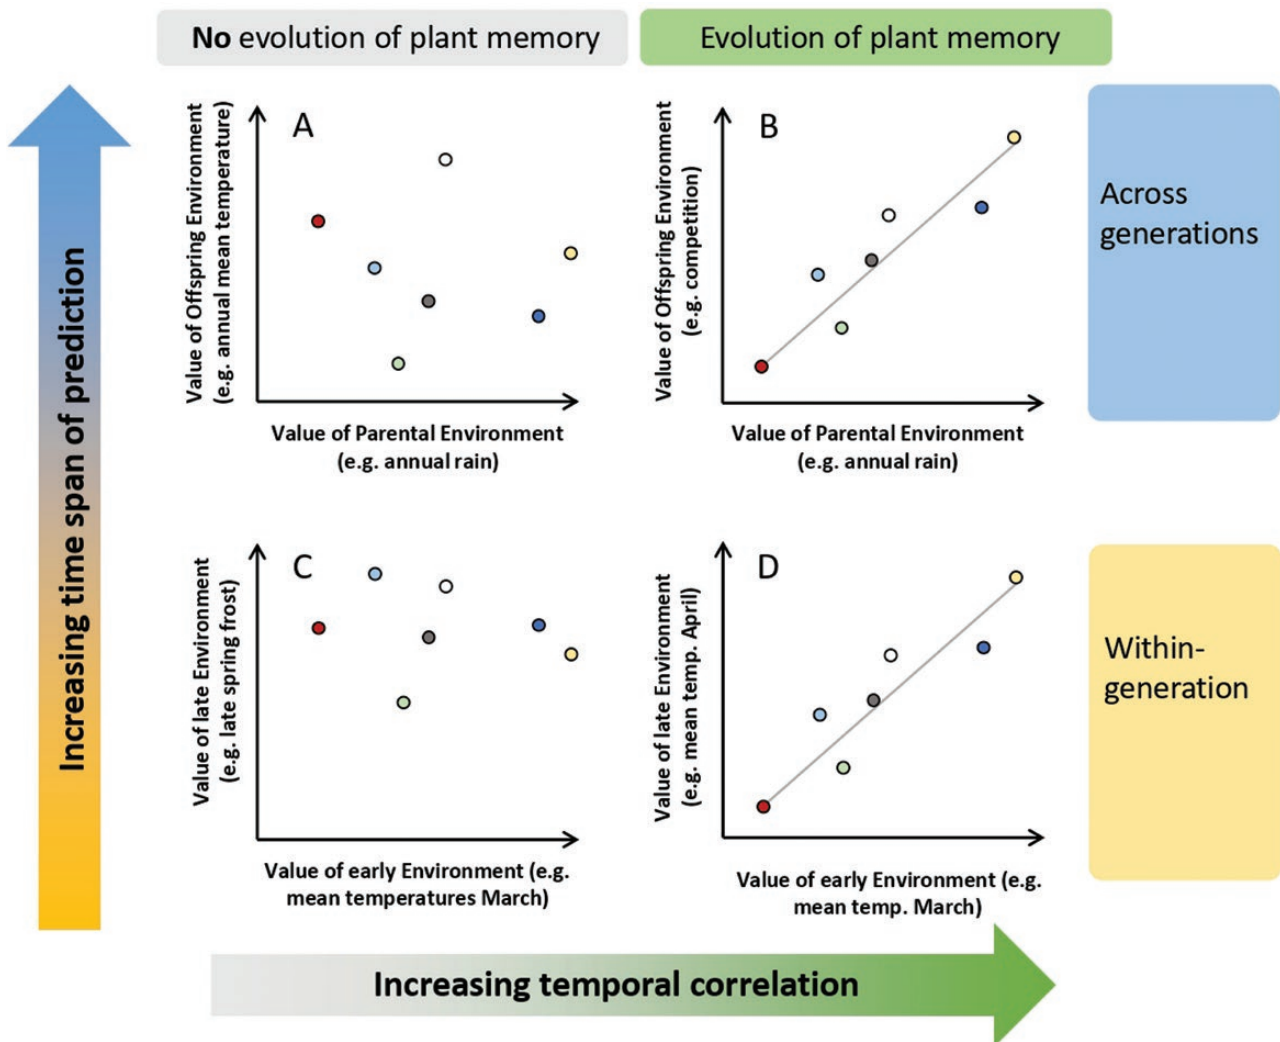 No evolution of plant memory
Evolution of plant memory
Increasing time span of prediction
A
Value of Offspring Environment
(e.g. annual mean temperature)
Value of Parental Environment
(e.g. annual rain)
B
Value of Offspring Environment
(e.g. competition)
Value of Parental Environment
(e.g. annual rain)
Across
generations
C
Value of late Environment
(e.g. late spring frost)
Value of early Environment (e.g.
mean temperatures March)
D
Value of late Environment
(e.g. mean temp. April)
Value of early Environment (e.g.
mean temp. March)
Within-
generation
Increasing temporal correlation